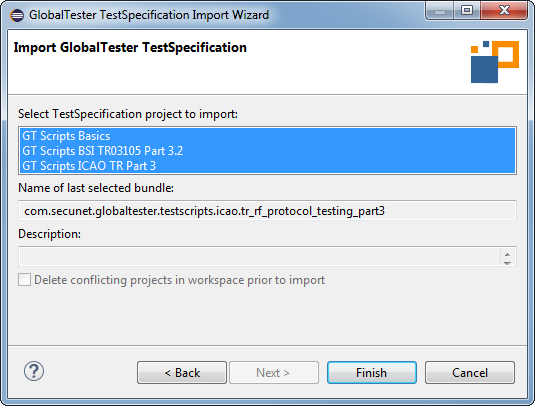 GlobalTester TestSpecification Import Wizard
Import GlobalTester TestSpecification
Select TestSpecification project to import:
GT Scripts Basics
GT Scripts BSI TR03105 Part 3.2
GT Scripts ICAO TR Part 3
Name of last selected bundle:
com.secunet.globaltester.testscripts.icao.tr_rf_protocol_testing_part3
Description:
Delete conflicting projects in workspace prior to import
?
< Back
Next >
Finish
Cancel